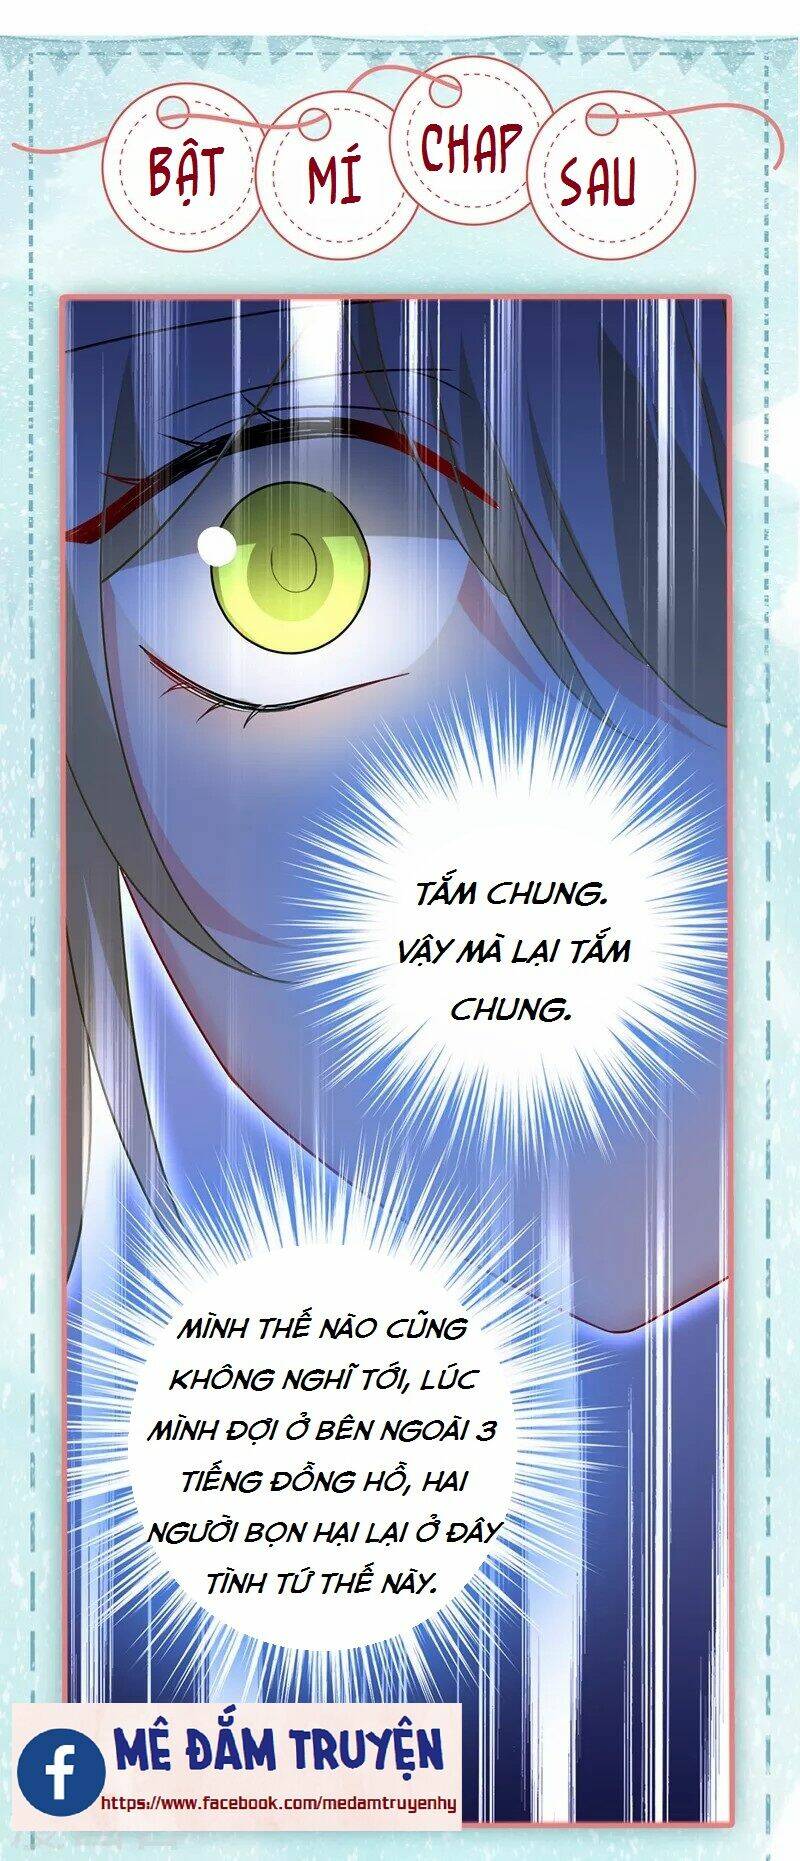 BẬT MÍ CHAP SAU
TẮM CHUNG.
VẬY MÀ LẠI TẮM
CHUNG.
MÌNH THẾ NÀO CŨNG
KHÔNG NGHĨ TỚI, LÚC
MÌNH ĐỢI Ở BÊN NGOÀI 3
TIẾNG ĐỒNG HỒ, HAI
NGƯỜI BỌN HẠI LẠI Ở ĐÂY
TÌNH TỨ THẾ NÀY.
f MÊ ĐẮM TRUYỆN
https://www.facebook.com/medamtruyenhy